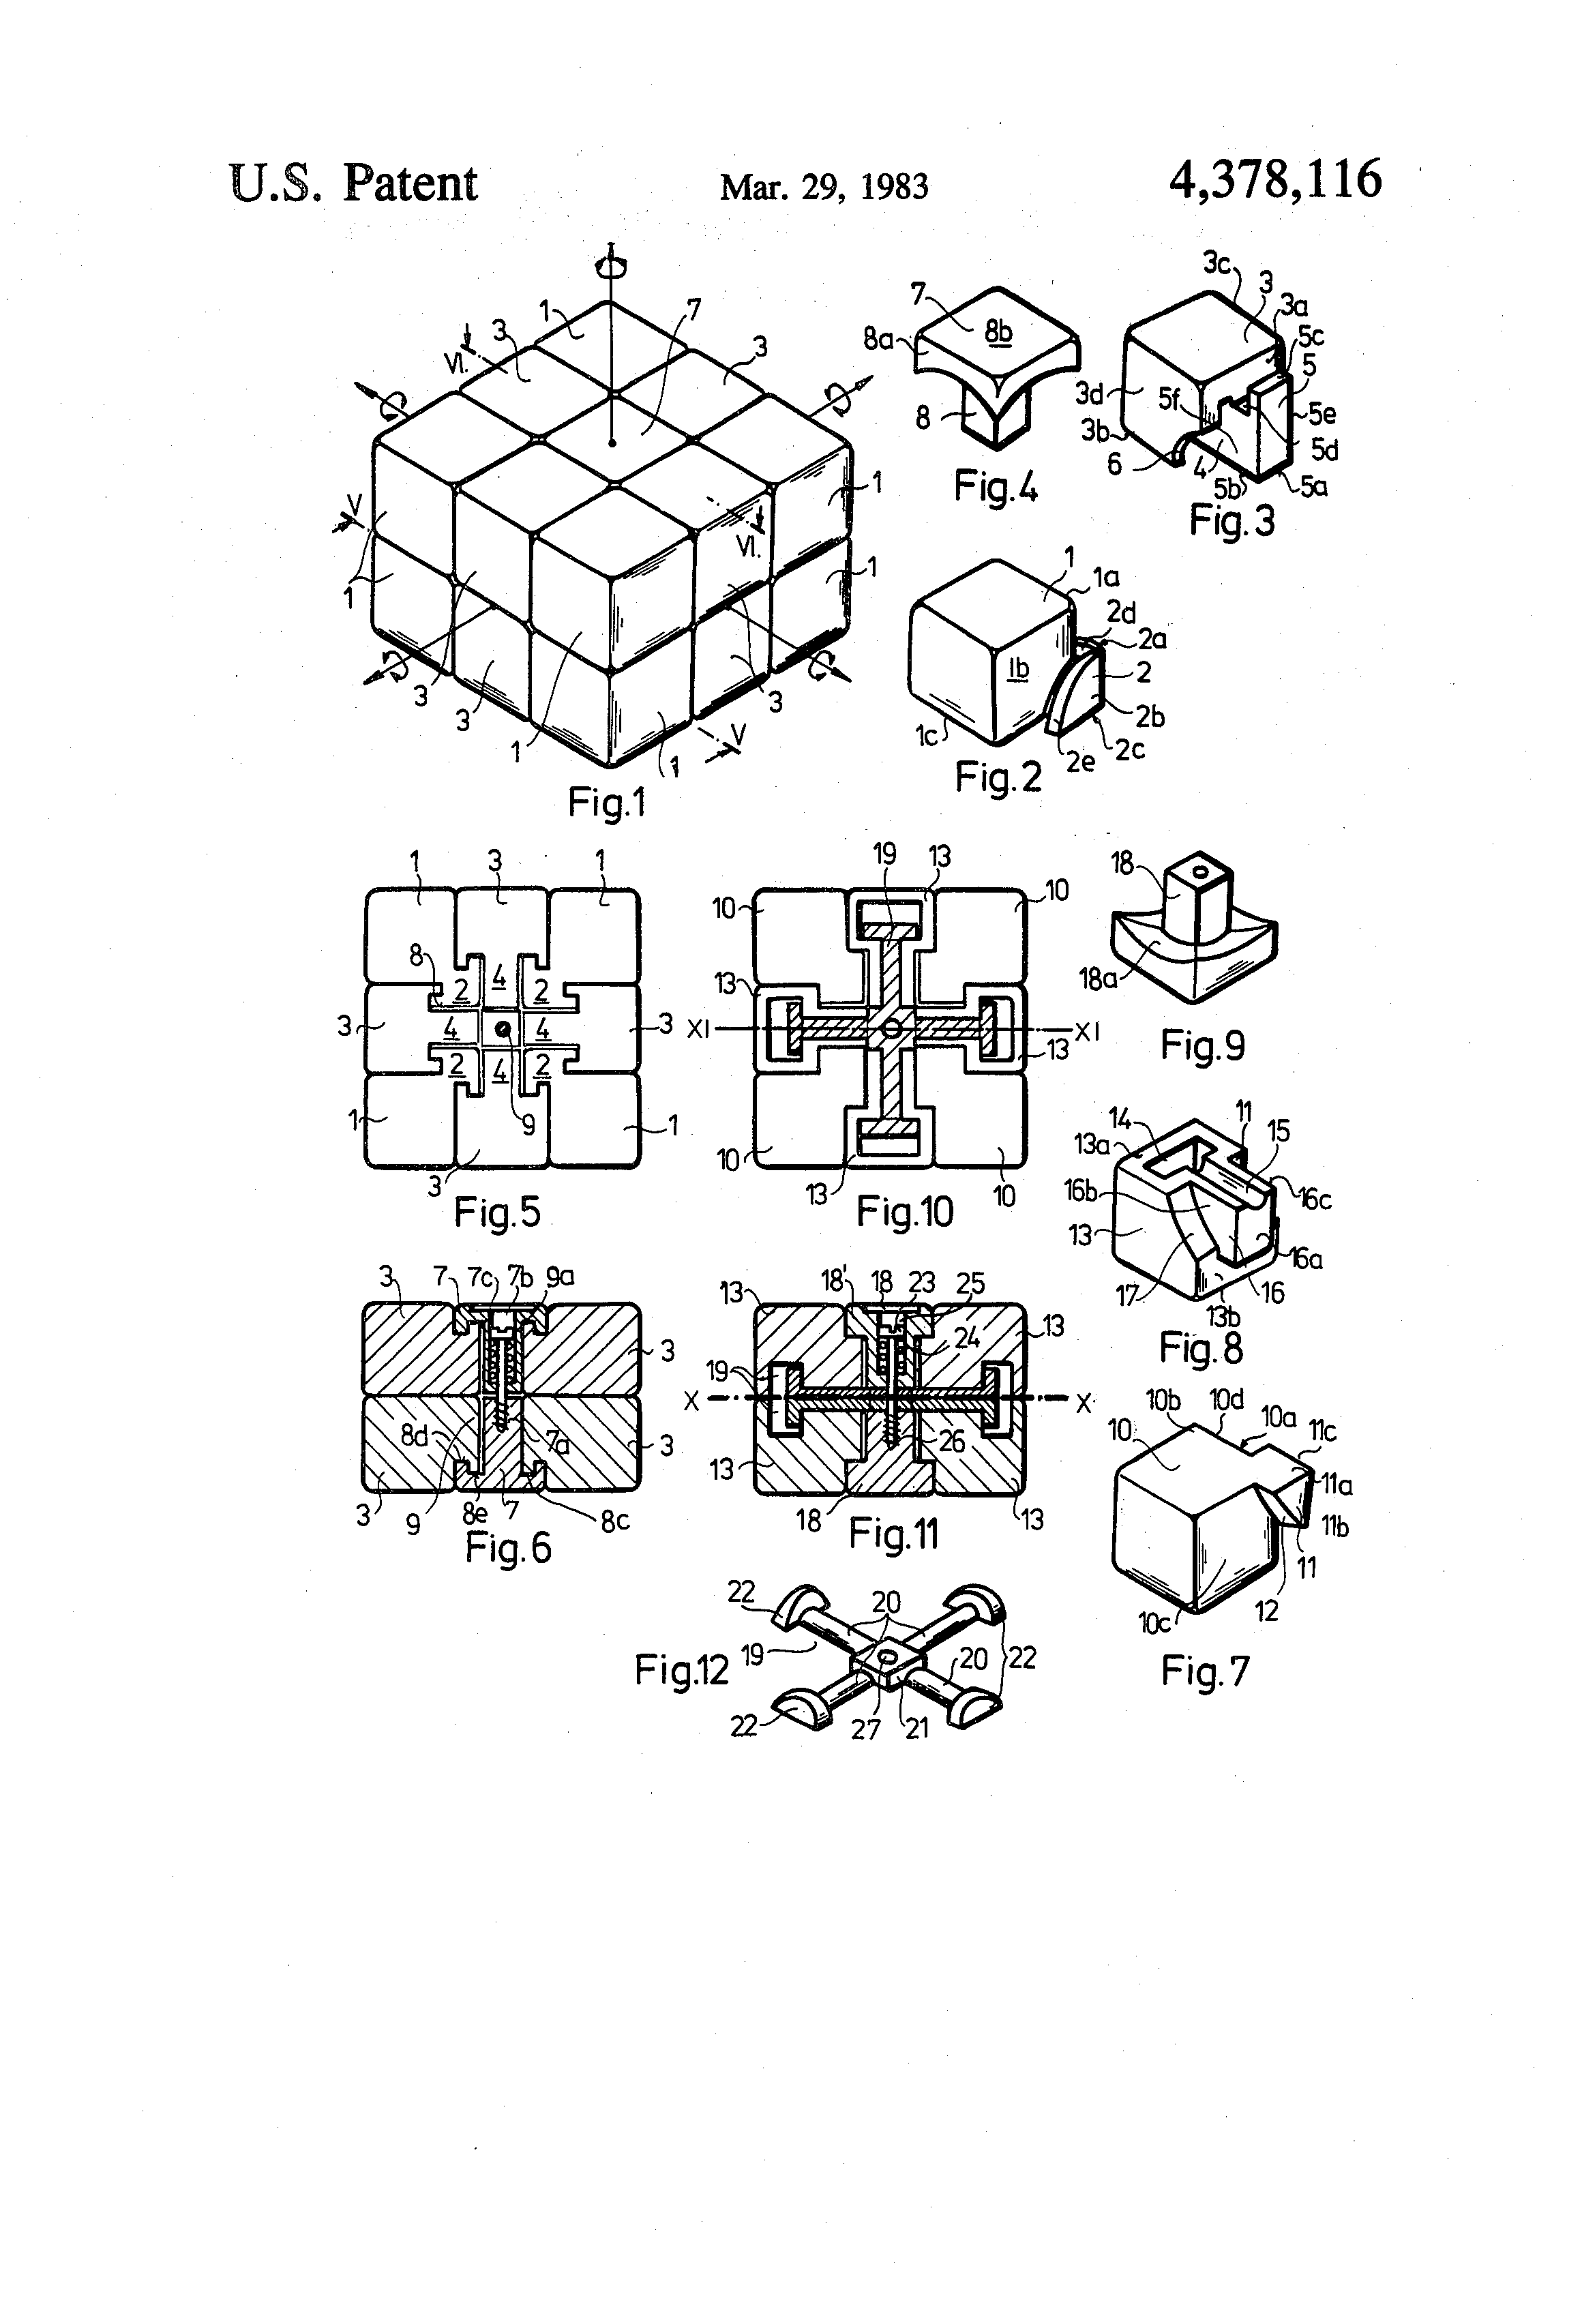 U.S. Patent Mar. 29, 1983 4,378,116
1 3 7 3 VI. V 1 3 3 1 1 VI. 1 1 3 3 V 1
Fig.1
7 8a 8b 8
Fig.4
3c 3 3a 5c 5 3d 5f 5e 3b 5d 6 4 5b 5a
Fig.3
1 1a 2d 2a 1b 2 2b 1c 2e 2c
Fig.2
1 3 1
8 2 4 2
3 4 4 3
2 4 2
1 9 1
3
Fig.5
19 13
10 10
13
XI XI
13
10 13 10
Fig.10
18
18a
Fig.9
14 11 15
13a
16b 16c
13 16a
17 16
13b
Fig.8
3 7 7c 7b 9a
3
8d 7a 3
3 9 8e 7 8c
Fig.6
13 18' 18 23 25
13
24
19
X X
26
13
18 13
Fig.11
10b 10d 10a
10 11c
11a
11b
11
10c 12
Fig.7
22 20
19 20 22
Fig.12
22 27 21